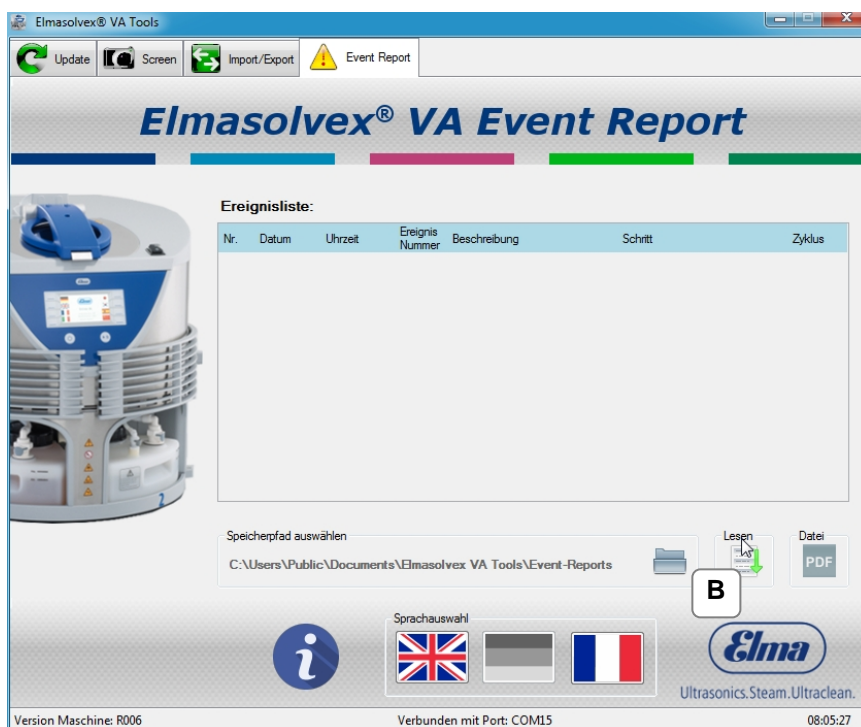 Elmasolvex® VA Tools
Update Screen Import/Export Event Report
Elmasolvex® VA Event Report
Ereignisliste:
Nr. Datum Uhrzeit Ereignis Nummer Beschreibung Schritt Zyklus
Speicherpfad auswählen
C:\Users\Public\Documents\Elmasolvex VA Tools\Event-Reports
Lesen
Datei
PDF
B
Sprachauswahl
i
Elma
Ultrasonics.Steam.Ultraclean.
2
Version Maschine: R006 Verbunden mit Port: COM15 08:05:27